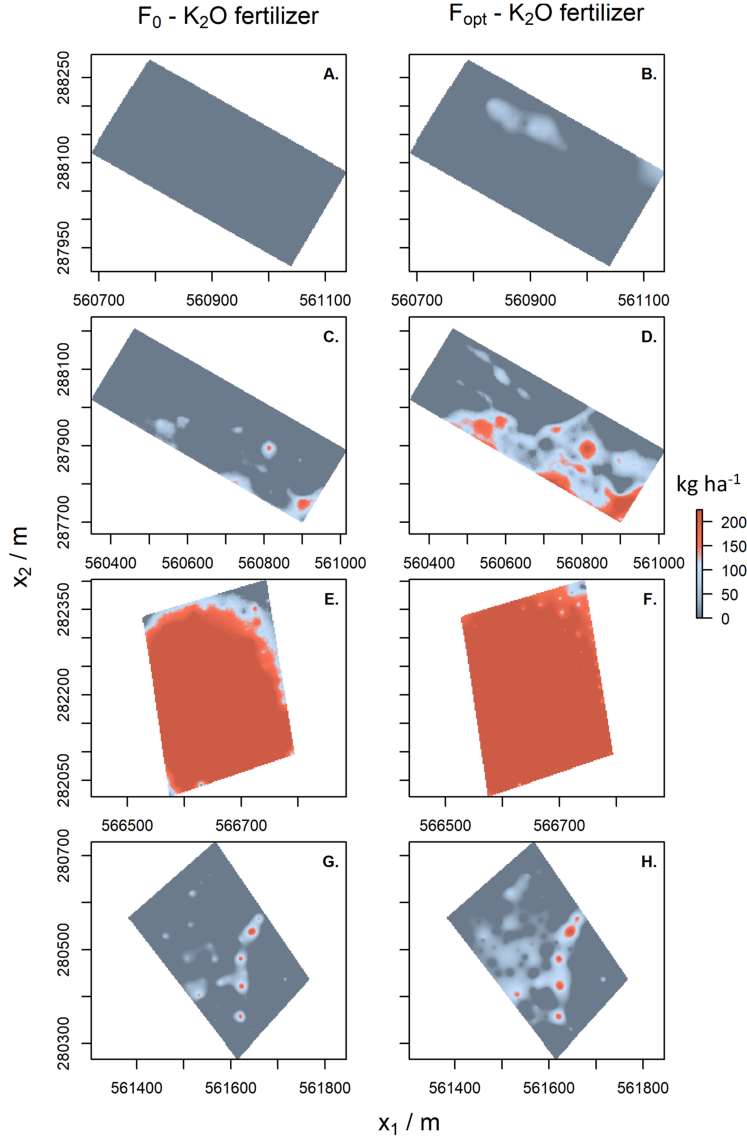 F₀ - K₂O fertilizer
Fopt - K₂O fertilizer
A.
B.
288250
288100
287950
560700 560900 561100
560700 560900 561100
C.
D.
288100
287900
287700
560400 560600 560800 561000
560400 560600 560800 561000
kg ha⁻¹
200
150
100
50
0
x₂ / m
E.
F.
282350
282200
282050
566500 566700
566500 566700
G.
H.
280700
280500
280300
561400 561600 561800
561400 561600 561800
x₁ / m